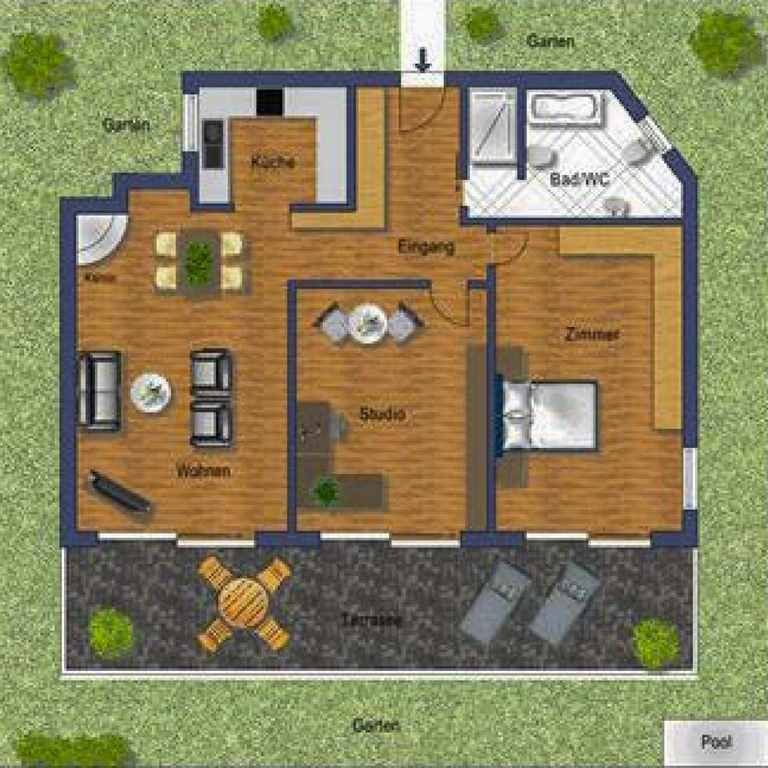 Garten
Garten
Küche
Bad/WC
Eingang
Kamin
Zimmer
Studio
Wohnen
Terrasse
Garten
Pool